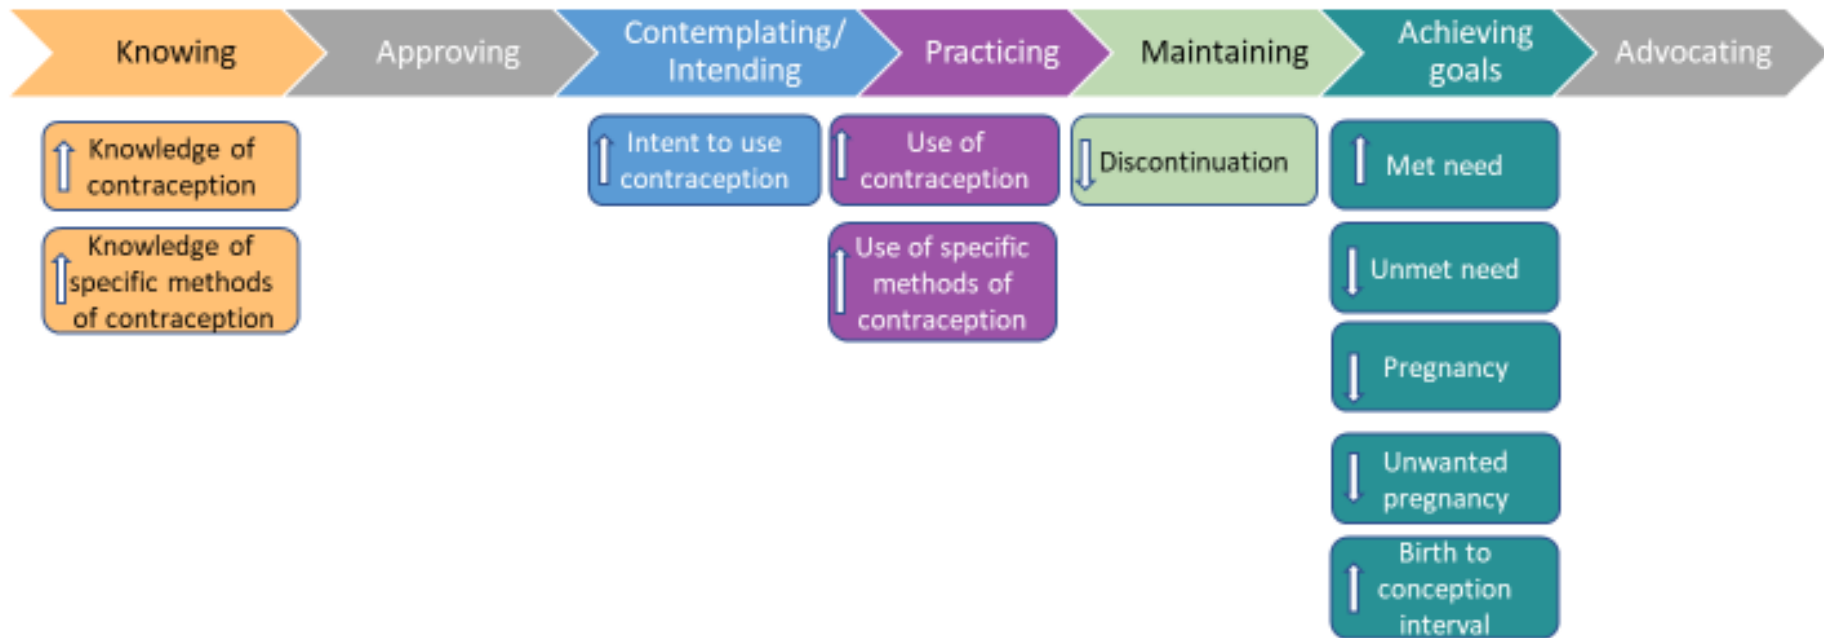 Knowing
Approving
Contemplating/
Intending
Practicing
Maintaining
Achieving
goals
Advocating
Knowledge of
contraception
Knowledge of
specific methods
of contraception
Intent to use
contraception
Use of
contraception
Use of specific
methods of
contraception
Discontinuation
Met need
Unmet need
Pregnancy
Unwanted
pregnancy
Birth to
conception
interval